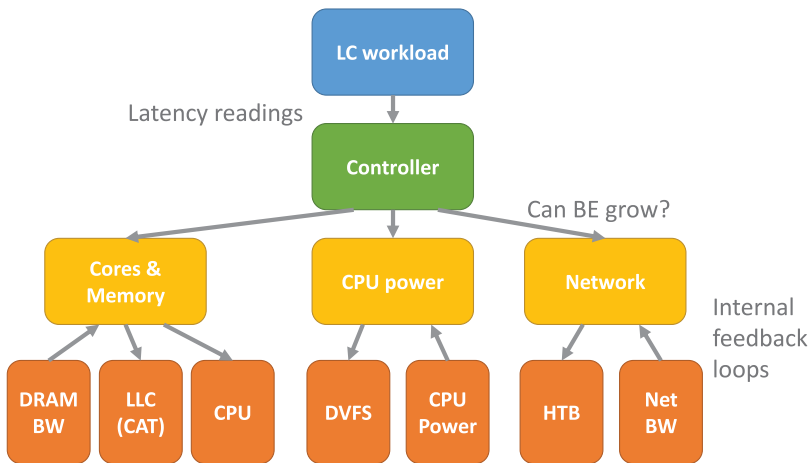 LC workload
Latency readings
Controller
Can BE grow?
Cores &
Memory
CPU power
Network
Internal
feedback
loops
DRAM
BW
LLC
(CAT)
CPU
DVFS
CPU
Power
HTB
Net
BW